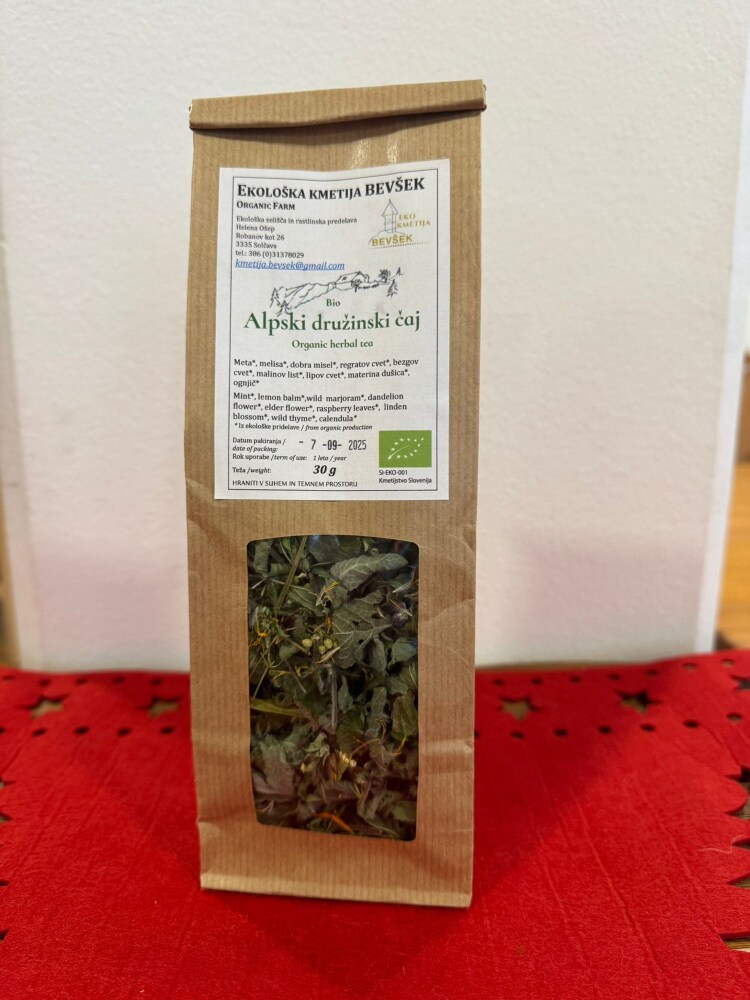 EKOLOŠKA KMETIJA BEVŠEK
ORGANIC FARM
Ekološka zelišča in rastlinska predelava
Helena Ošep
Robanov kot 26
3335 Solčava
tel.: 386 (0)31378029
kmetija.bevsek@gmail.com
EKO
KMETIJA
BEVŠEK
Bio
Alpski družinski čaj
Organic herbal tea
Meta*, melisa*, dobra misel*, regratov cvet*, bezgov
cvet*, malinov list*, lipov cvet*, materina dušica*,
ognjič*
Mint*, lemon balm*,wild marjoram*, dandelion
flower*, elder flower*, raspberry leaves*, linden
blossom*, wild thyme*, calendula*
* Iz ekološke pridelave / from organic production
Datum pakiranja /
date of packing:
- 7 -09- 2025
Rok uporabe /term of use: 1 leto / year
Teža /weight: 30 g
HRANITI V SUHEM IN TEMNEM PROSTORU
SI-EKO-001
Kmetijstvo Slovenija